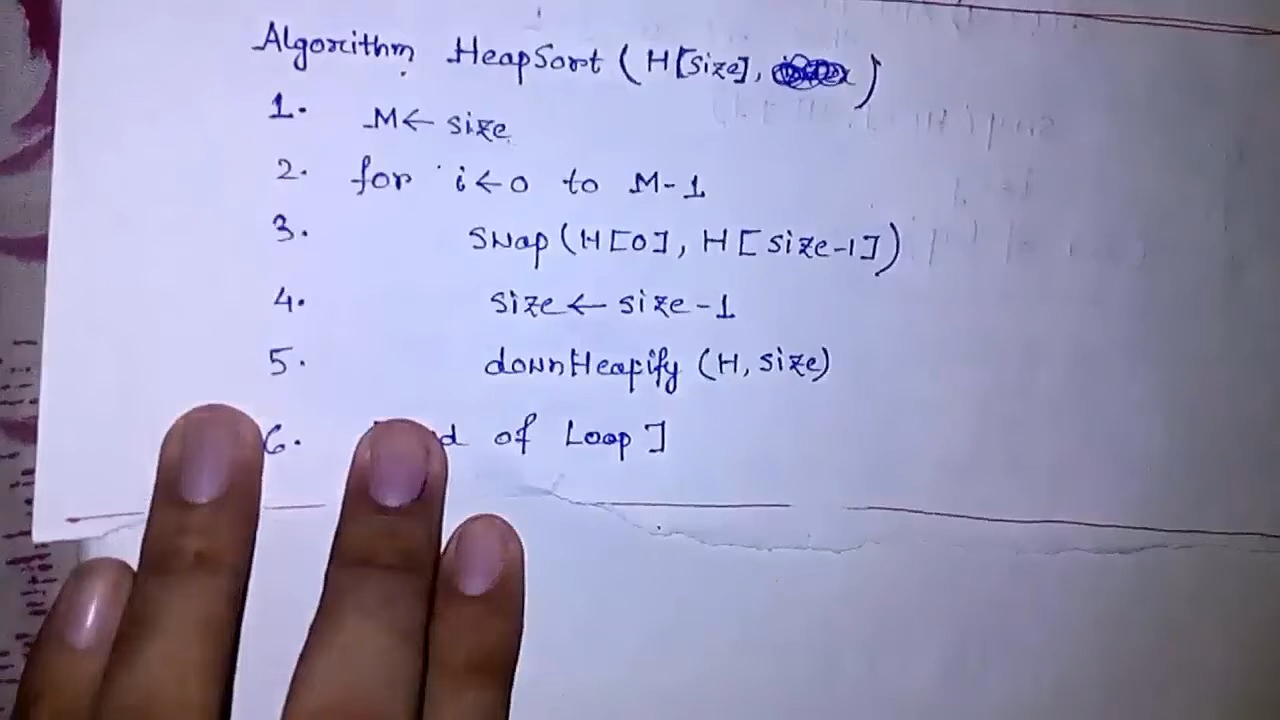 Algorithm HeapSort (H[size], )
1. M← size
2. for i←0 to M-1
3. Swap (H[0], H[size-1])
4. size← size-1
5. downHeapify (H, size)
6. of Loop]